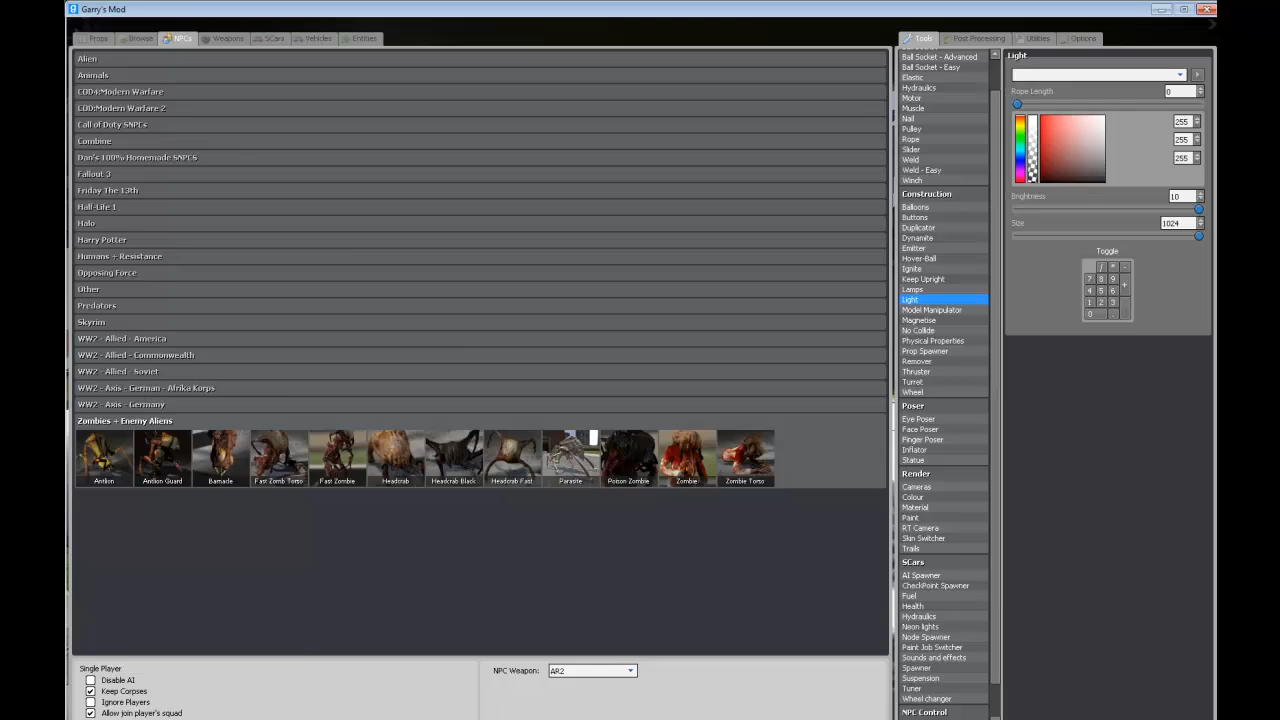 Garry's Mod
Props
Browse
NPCs
Weapons
SCars
Vehicles
Entities
Tools
Post Processing
Utilities
Options
Alien
Animals
COD4:Modern Warfare
COD:Modern Warfare 2
Call of Duty SNPCs
Combine
Dan's 100% Homemade SNPCS
Fallout 3
Friday The 13th
Half-Life 1
Halo
Harry Potter
Humans + Resistance
Opposing Force
Other
Predators
Skyrim
WW2 - Allied - America
WW2 - Allied - Commonwealth
WW2 - Allied - Soviet
WW2 - Axis - German - Afrika Korps
WW2 - Axis - Germany
Zombies + Enemy Aliens
Antlion
Antlion Guard
Barnacle
Fast Zomb Torso
Fast Zombie
Headcrab
Headcrab Black
Headcrab Fast
Parasite
Poison Zombie
Zombie
Zombie Torso
Single Player
Disable AI
Keep Corpses
Ignore Players
Allow join player's squad
NPC Weapon:
AR2
Ball Socket - Advanced
Ball Socket - Easy
Elastic
Hydraulics
Motor
Muscle
Nail
Pulley
Rope
Slider
Weld
Weld - Easy
Winch
Construction
Balloons
Buttons
Duplicator
Dynamite
Emitter
Hover-Ball
Ignite
Keep Upright
Lamps
Light
Model Manipulator
Magnetise
No Collide
Physical Properties
Prop Spawner
Remover
Thruster
Turret
Wheel
Poser
Eye Poser
Face Poser
Finger Poser
Inflator
Statue
Render
Cameras
Colour
Material
Paint
RT Camera
Skin Switcher
Trails
SCars
AI Spawner
CheckPoint Spawner
Fuel
Health
Hydraulics
Neon lights
Node Spawner
Paint Job Switcher
Sounds and effects
Spawner
Suspension
Tuner
Wheel changer
NPC Control
Light
Rope Length
0
255
255
255
Brightness
10
Size
1024
Toggle
/ * -
7 8 9
4 5 6 +
1 2 3
0 .